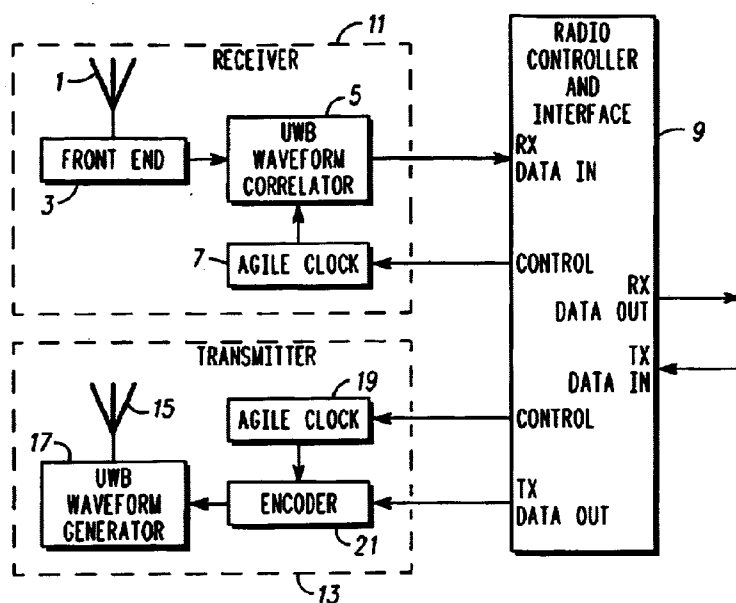 11
RECEIVER
1
5
FRONT END
3
UWB
WAVEFORM
CORRELATOR
7
AGILE CLOCK
RADIO
CONTROLLER
AND
INTERFACE
9
RX
DATA IN
CONTROL
RX
DATA OUT
TX
DATA IN
CONTROL
TX
DATA OUT
TRANSMITTER
15
19
AGILE CLOCK
17
UWB
WAVEFORM
GENERATOR
ENCODER
21
13